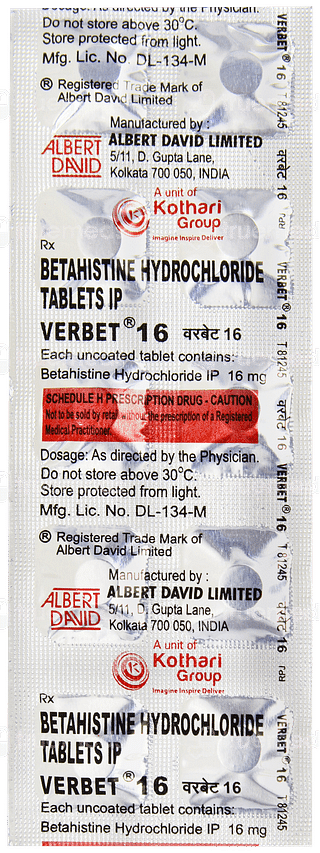 Dosage: As directed by the Physician.
Do not store above 30°C.
Store protected from light.
Mfg. Lic. No. DL-134-M
® Registered Trade Mark of
Albert David Limited
Manufactured by :
ALBERT DAVID
ALBERT DAVID LIMITED
5/11, D. Gupta Lane,
Kolkata 700 050, INDIA
A unit of
Kothari
Group
Imagine Inspire Deliver
Rx
BETAHISTINE HYDROCHLORIDE
TABLETS IP
VERBET® 16 वरबेट 16
Each uncoated tablet contains:
Betahistine Hydrochloride IP 16 mg
SCHEDULE H PRESCRIPTION DRUG - CAUTION
Not to be sold by retail without the prescription of a Registered
Medical Practitioner.
Dosage: As directed by the Physician.
Do not store above 30°C.
Store protected from light.
Mfg. Lic. No. DL-134-M
® Registered Trade Mark of
Albert David Limited
Manufactured by :
ALBERT DAVID
ALBERT DAVID LIMITED
5/11, D. Gupta Lane,
Kolkata 700 050, INDIA
A unit of
Kothari
Group
Imagine Inspire Deliver
Rx
BETAHISTINE HYDROCHLORIDE
TABLETS IP
VERBET® 16 वरबेट 16
Each uncoated tablet contains:
Betahistine Hydrochloride IP 16 mg
VERBET® 16 T 81245
वरबेट 16
VERBET® 16 T 81245
वरबेट 16
VERBET® 16 T 81245
वरबेट 16
VERBET® 16 T 81245